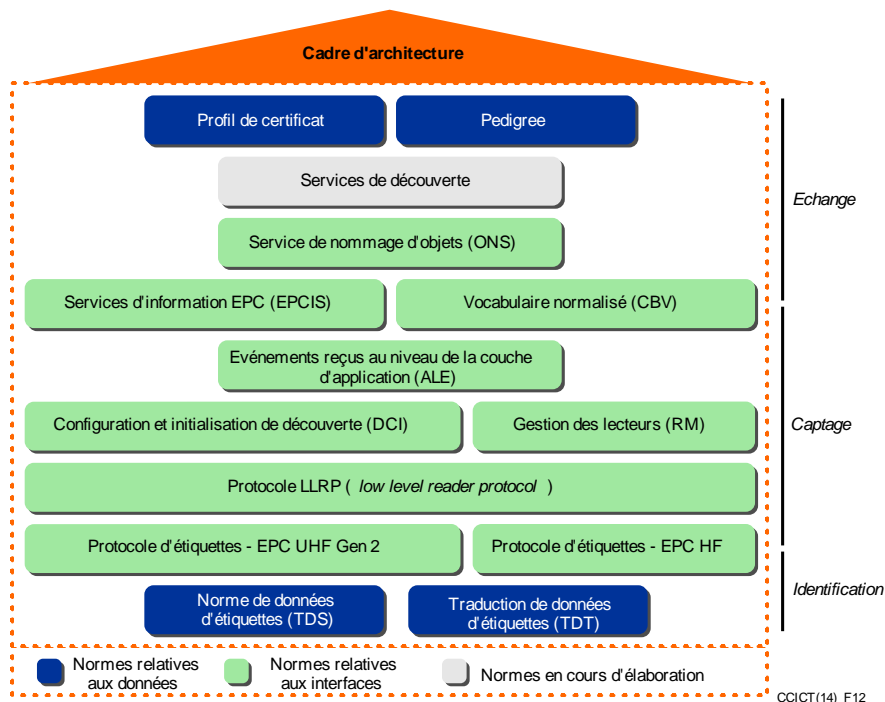 Cadre d'architecture
Profil de certificat
Pedigree
Services de découverte
Echange
Service de nommage d'objets (ONS)
Services d'information EPC (EPCIS)
Vocabulaire normalisé (CBV)
Evénements reçus au niveau de la couche
d'application (ALE)
Configuration et initialisation de découverte (DCI)
Gestion des lecteurs (RM)
Captage
Protocole LLRP ( low level reader protocol )
Protocole d'étiquettes - EPC UHF Gen 2
Protocole d'étiquettes - EPC HF
Identification
Norme de données
d'étiquettes (TDS)
Traduction de données
d'étiquettes (TDT)
Normes relatives
aux données
Normes relatives
aux interfaces
Normes en cours d'élaboration
CCICT(14)_F12